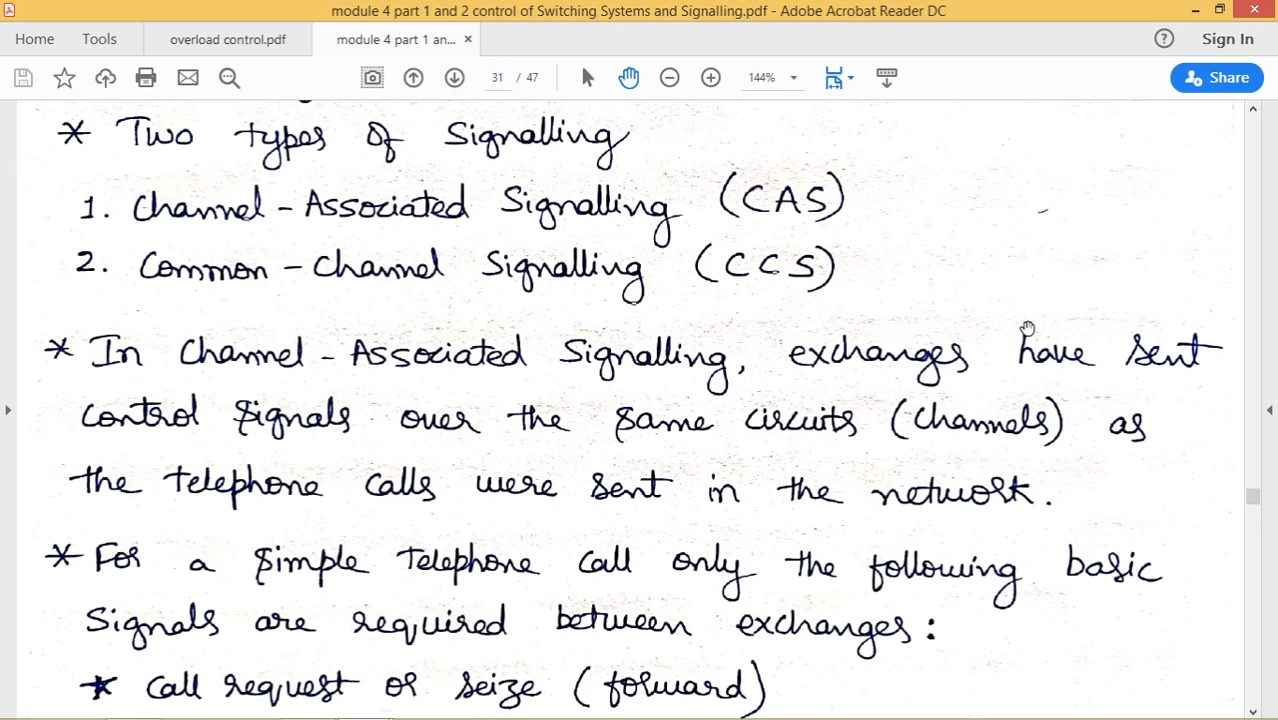 module 4 part 1 and 2 control of Switching Systems and Signalling.pdf - Adobe Acrobat Reader DC
Home Tools overload control.pdf module 4 part 1 an... × Sign In
31 / 47 144% Share
* Two types of Signalling
1. Channel - Associated Signalling (CAS)
2. Common - Channel Signalling (CCS)
* In Channel - Associated Signalling, exchanges have sent
control signals over the same circuits (channels) as
the telephone calls were sent in the network.
* For a simple telephone call only the following basic
Signals are required between exchanges:
* Call request or seize (forward)